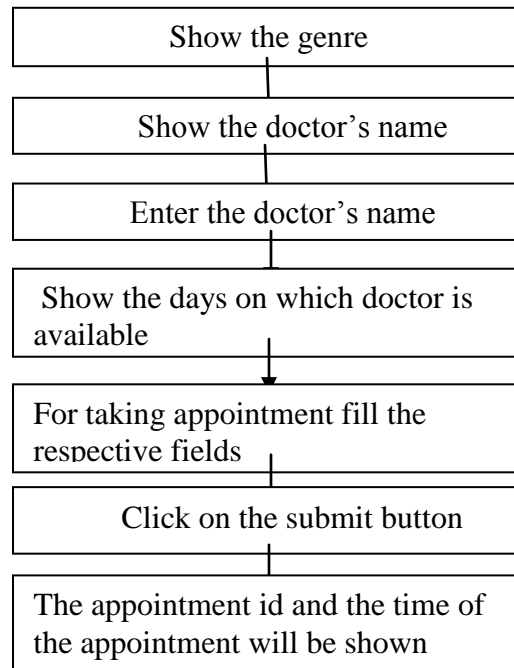 Show the genre
Show the doctor’s name
Enter the doctor’s name
Show the days on which doctor is
available
For taking appointment fill the
respective fields
Click on the submit button
The appointment id and the time of
the appointment will be shown